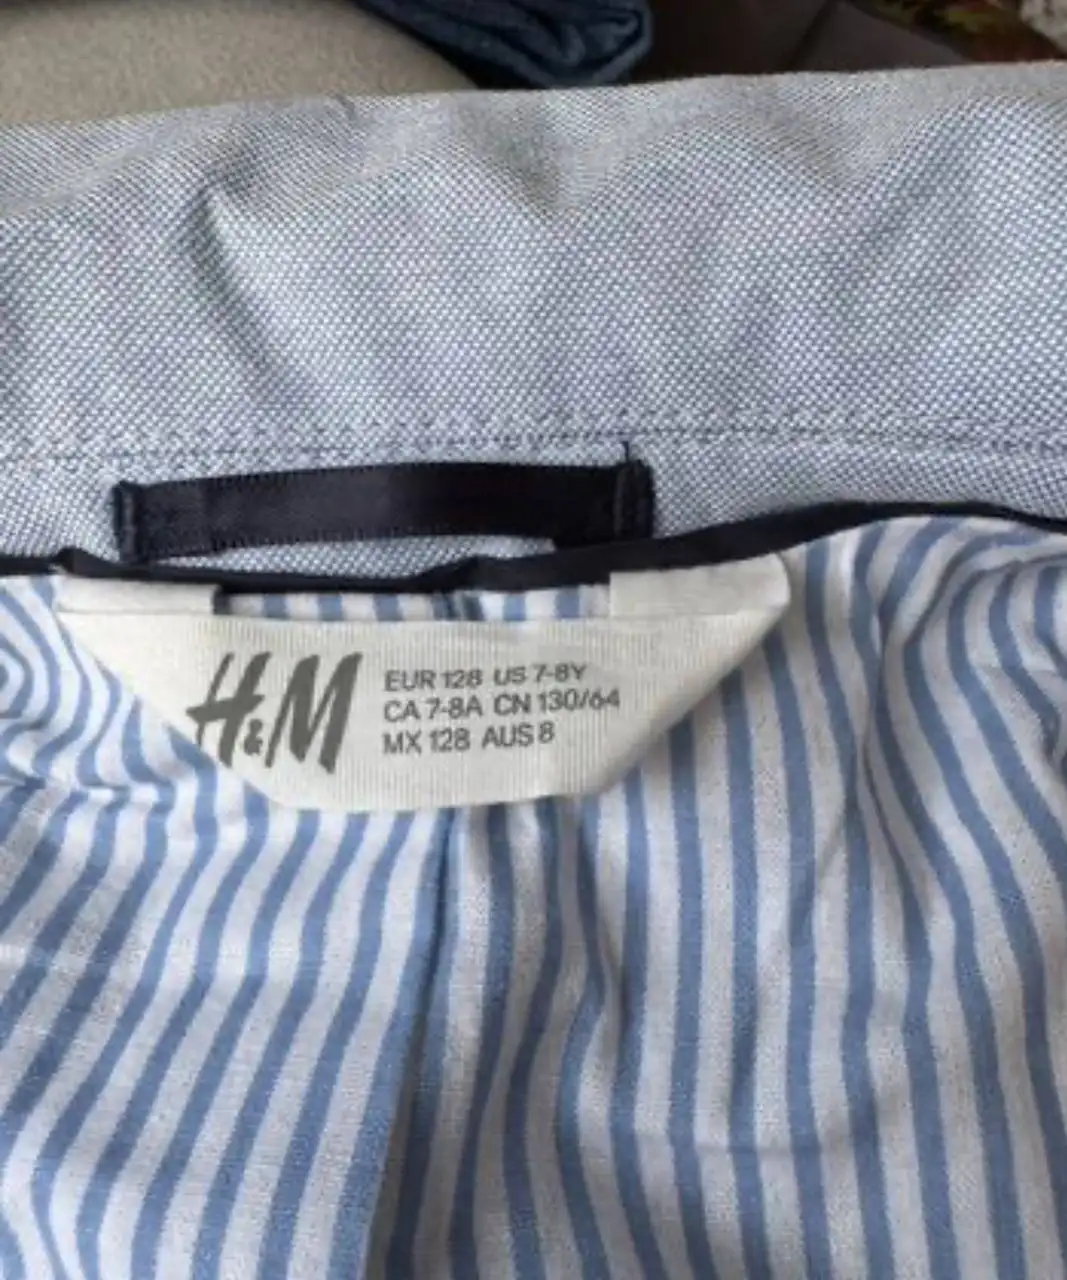 H&M
EUR 128 US 7-8Y
CA 7-8A CN 130/64
MX 128 AUS 8